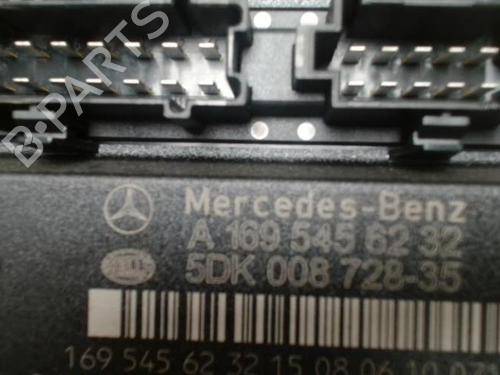 B-PARTS
Mercedes-Benz
A 169 545 62 32
HELLA
5DK 008 728-35
169 545 62 32 15 08 06 10